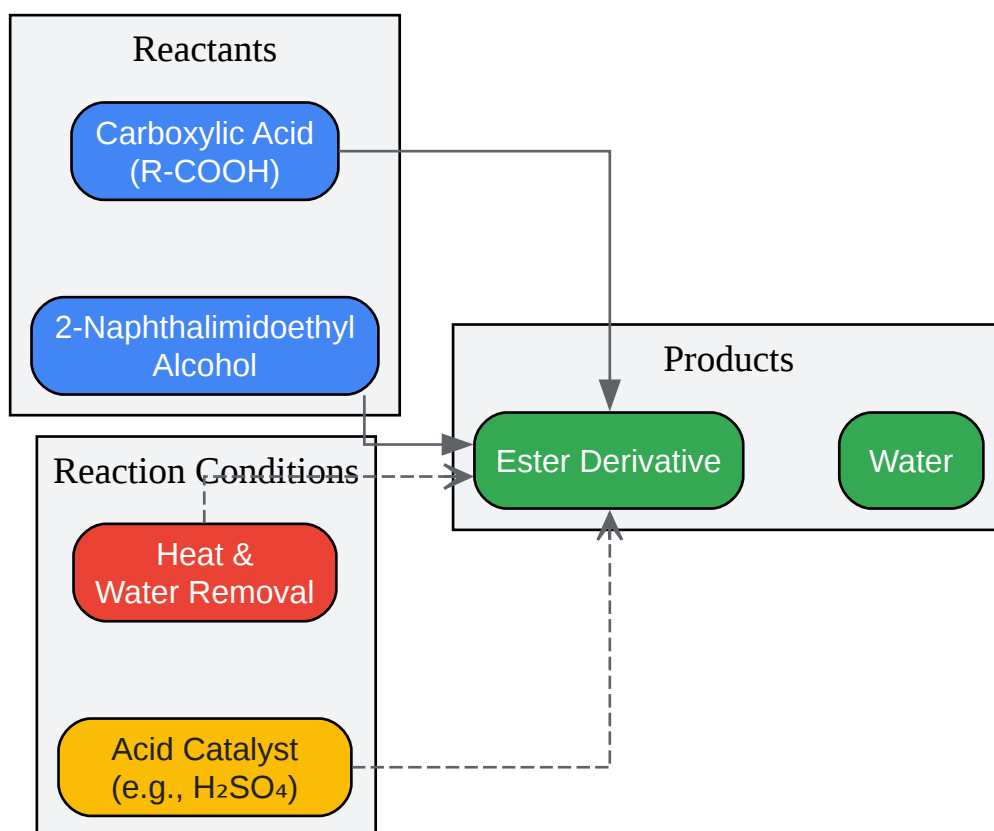 Reactants
Carboxylic Acid
(R-COOH)
2-Naphthalimidoethyl
Alcohol
Products
Ester Derivative
Water
Reaction Conditions
Heat &
Water Removal
Acid Catalyst
(e.g., H₂SO₄)